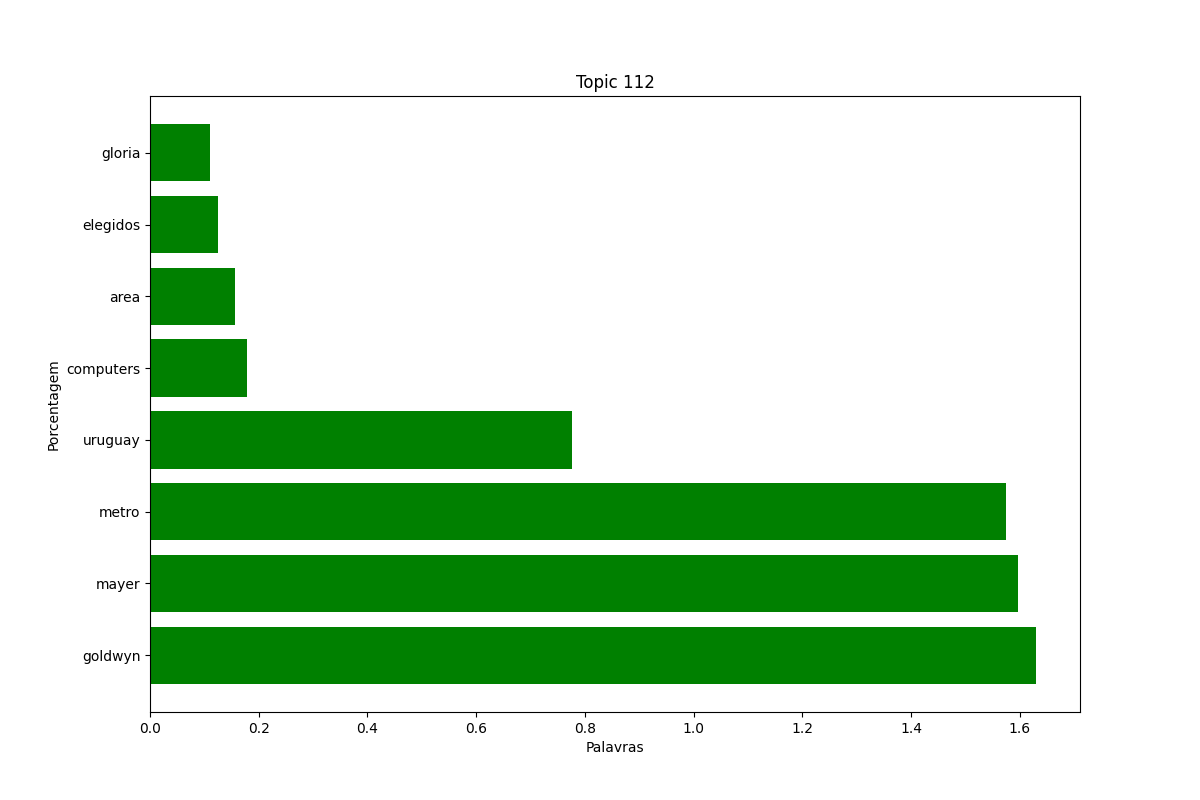 Topic 112
Porcentagem
gloria
elegidos
area
computers
uruguay
metro
mayer
goldwyn
0.0 0.2 0.4 0.6 0.8 1.0 1.2 1.4 1.6
Palavras